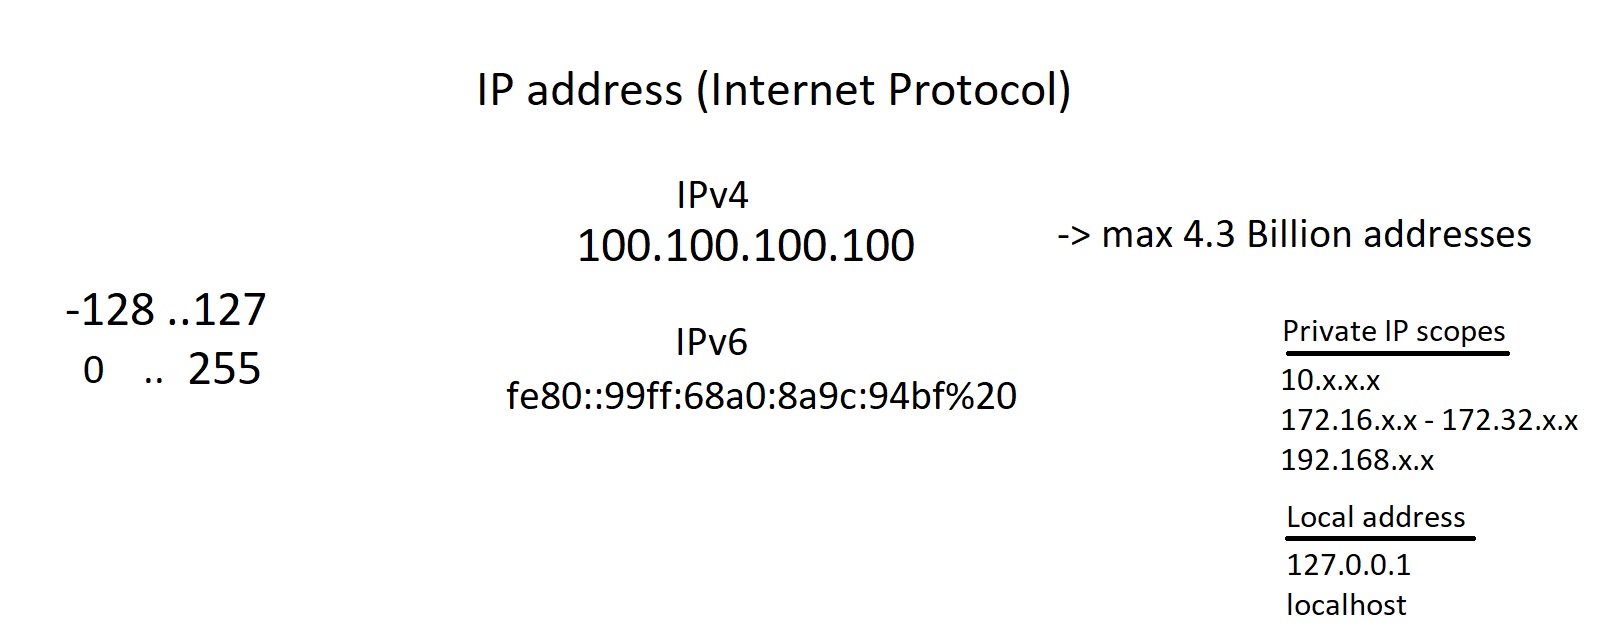 IP address (Internet Protocol)
IPv4
100.100.100.100
-> max 4.3 Billion addresses
-128 ..127
0 .. 255
IPv6
fe80::99ff:68a0:8a9c:94bf%20
Private IP scopes
10.x.x.x
172.16.x.x - 172.32.x.x
192.168.x.x
Local address
127.0.0.1
localhost